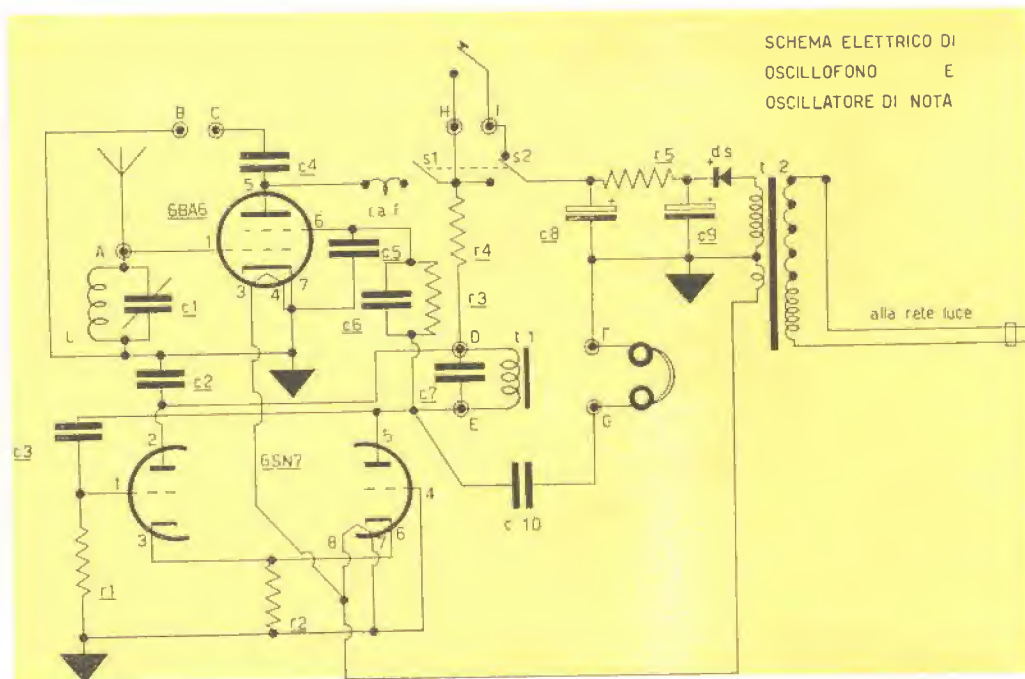 SCHEMA ELETTRICO DI
OSCILLOFONO E
OSCILLATORE DI NOTA
B C
H I
s1 s2
r5 ds t 2
c4
5
6BA6
c.a.f.
A 1 6
c5
r4
c8 c9
3 4 7
L c1
c6 r3
alla rete luce
D t1
F
c2
c7
E G
c3
2
5
6SN7
1 4
3 8 7 6
c 10
r1
r2